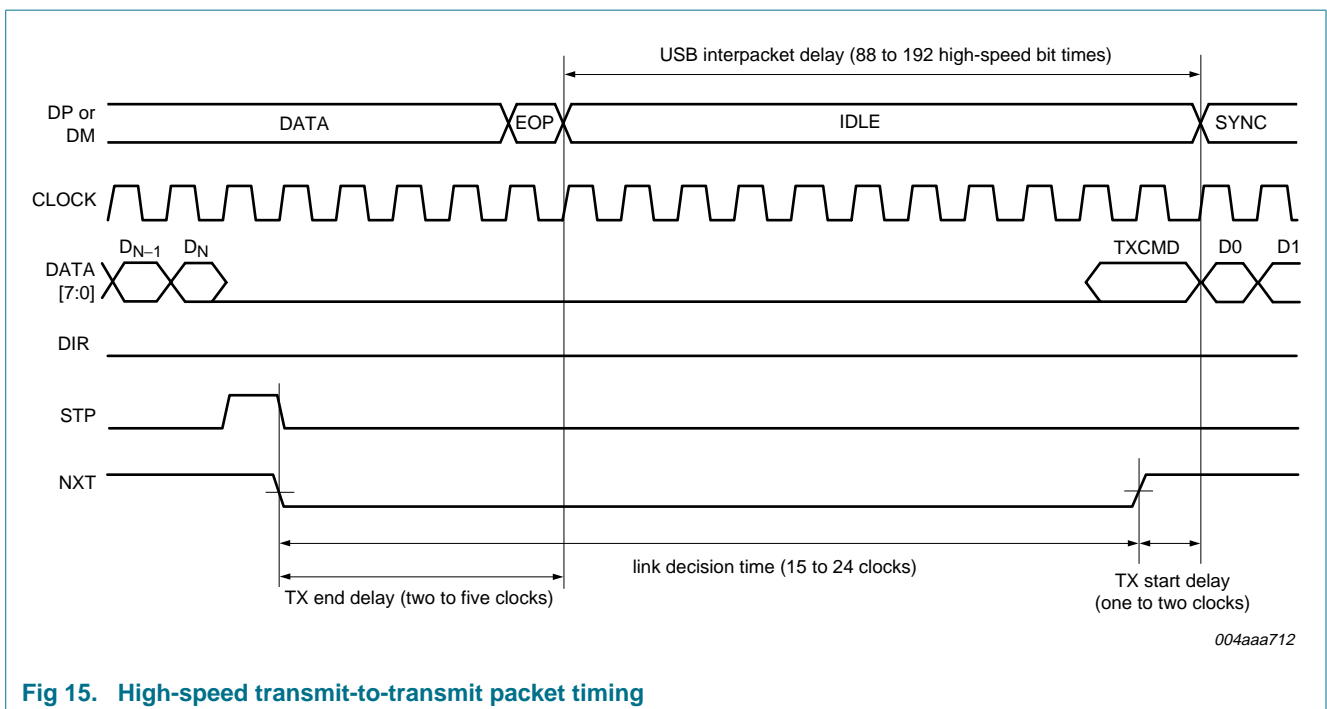 USB interpacket delay (88 to 192 high-speed bit times)
DP or
DM
DATA
EOP
IDLE
SYNC
CLOCK
DN−1
DN
TXCMD
D0
D1
DATA
[7:0]
DIR
STP
NXT
link decision time (15 to 24 clocks)
TX end delay (two to five clocks)
TX start delay
(one to two clocks)
004aaa712
Fig 15. High-speed transmit-to-transmit packet timing